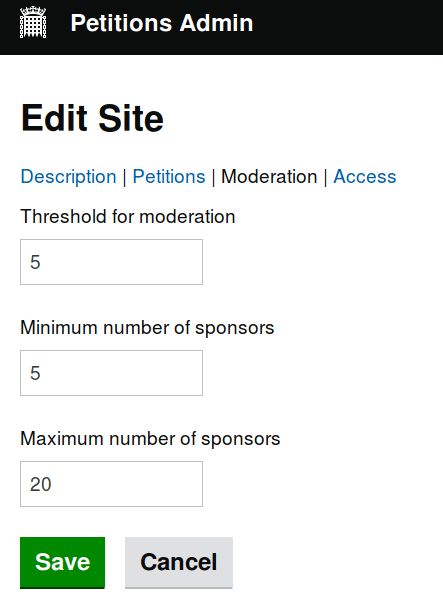 Petitions Admin
Edit Site
Description | Petitions | Moderation | Access
Threshold for moderation
5
Minimum number of sponsors
5
Maximum number of sponsors
20
Save Cancel